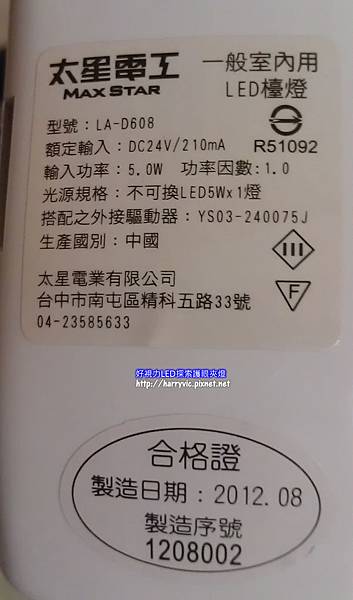 太星電工
MAX STAR
一般室內用
LED檯燈
R51092
型號：LA-D608
額定輸入：DC24V/210mA
輸入功率：5.0W 功率因數:1.0
光源規格：不可換LED5Wx1燈
搭配之外接驅動器：YS03-240075J
生產國別：中國
III
F
太星電業有限公司
台中市南屯區精科五路33號
04-23585633
好視力LED探索護眼夾燈
http://harryvic.pixnet.net
合格證
製造日期：2012.08
製造序號
1208002